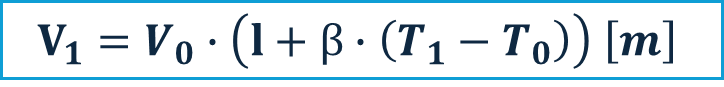 V₁ = V₀ · (l + β · (T₁ − T₀)) [m]